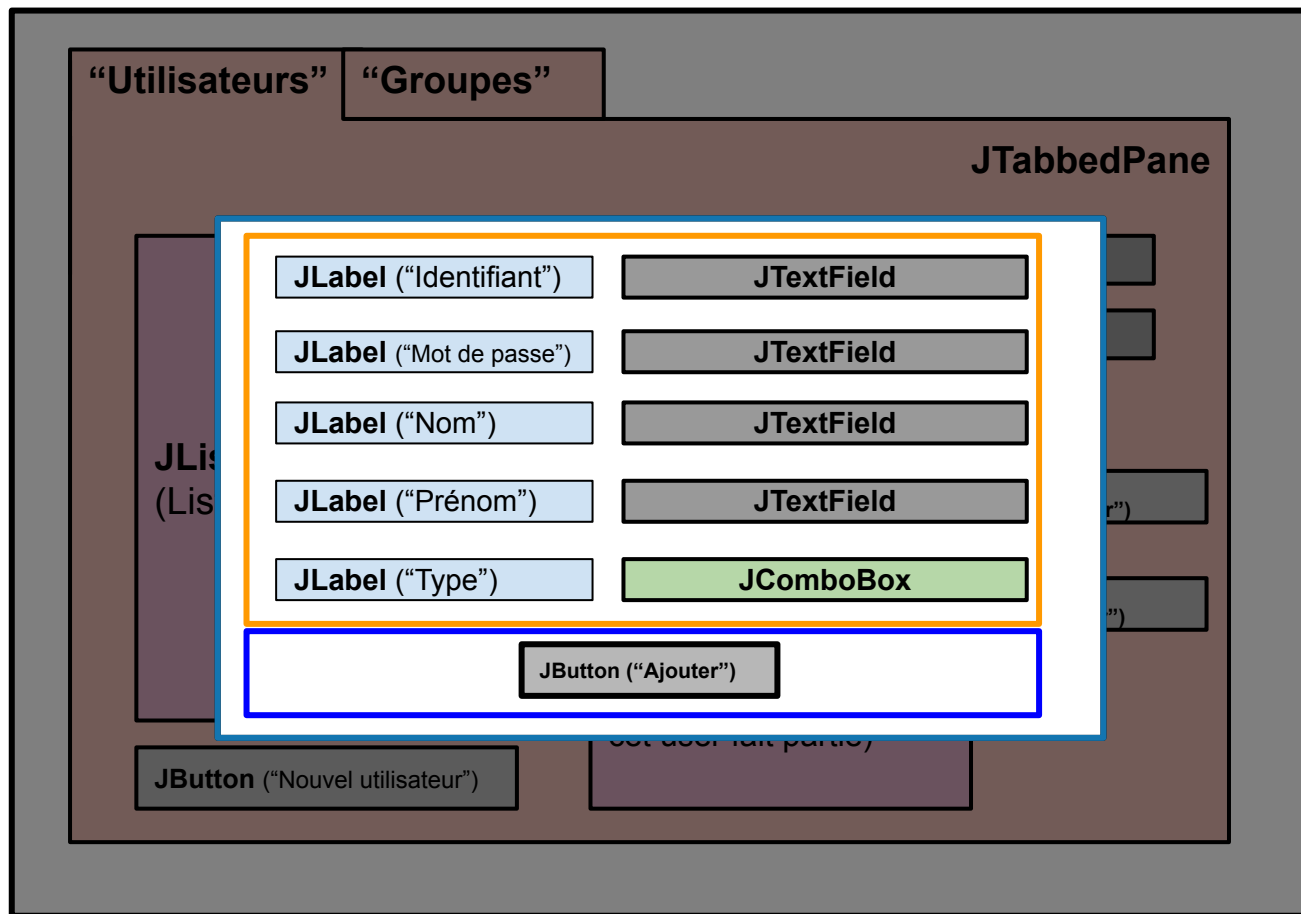 “Utilisateurs”
“Groupes”
JTabbedPane
JLabel (“Identifiant”)
JTextField
JLabel (“Mot de passe”)
JTextField
JLabel (“Nom”)
JTextField
JLabel (“Prénom”)
JTextField
JLabel (“Type”)
JComboBox
JButton (“Ajouter”)
JButton (“Nouvel utilisateur”)